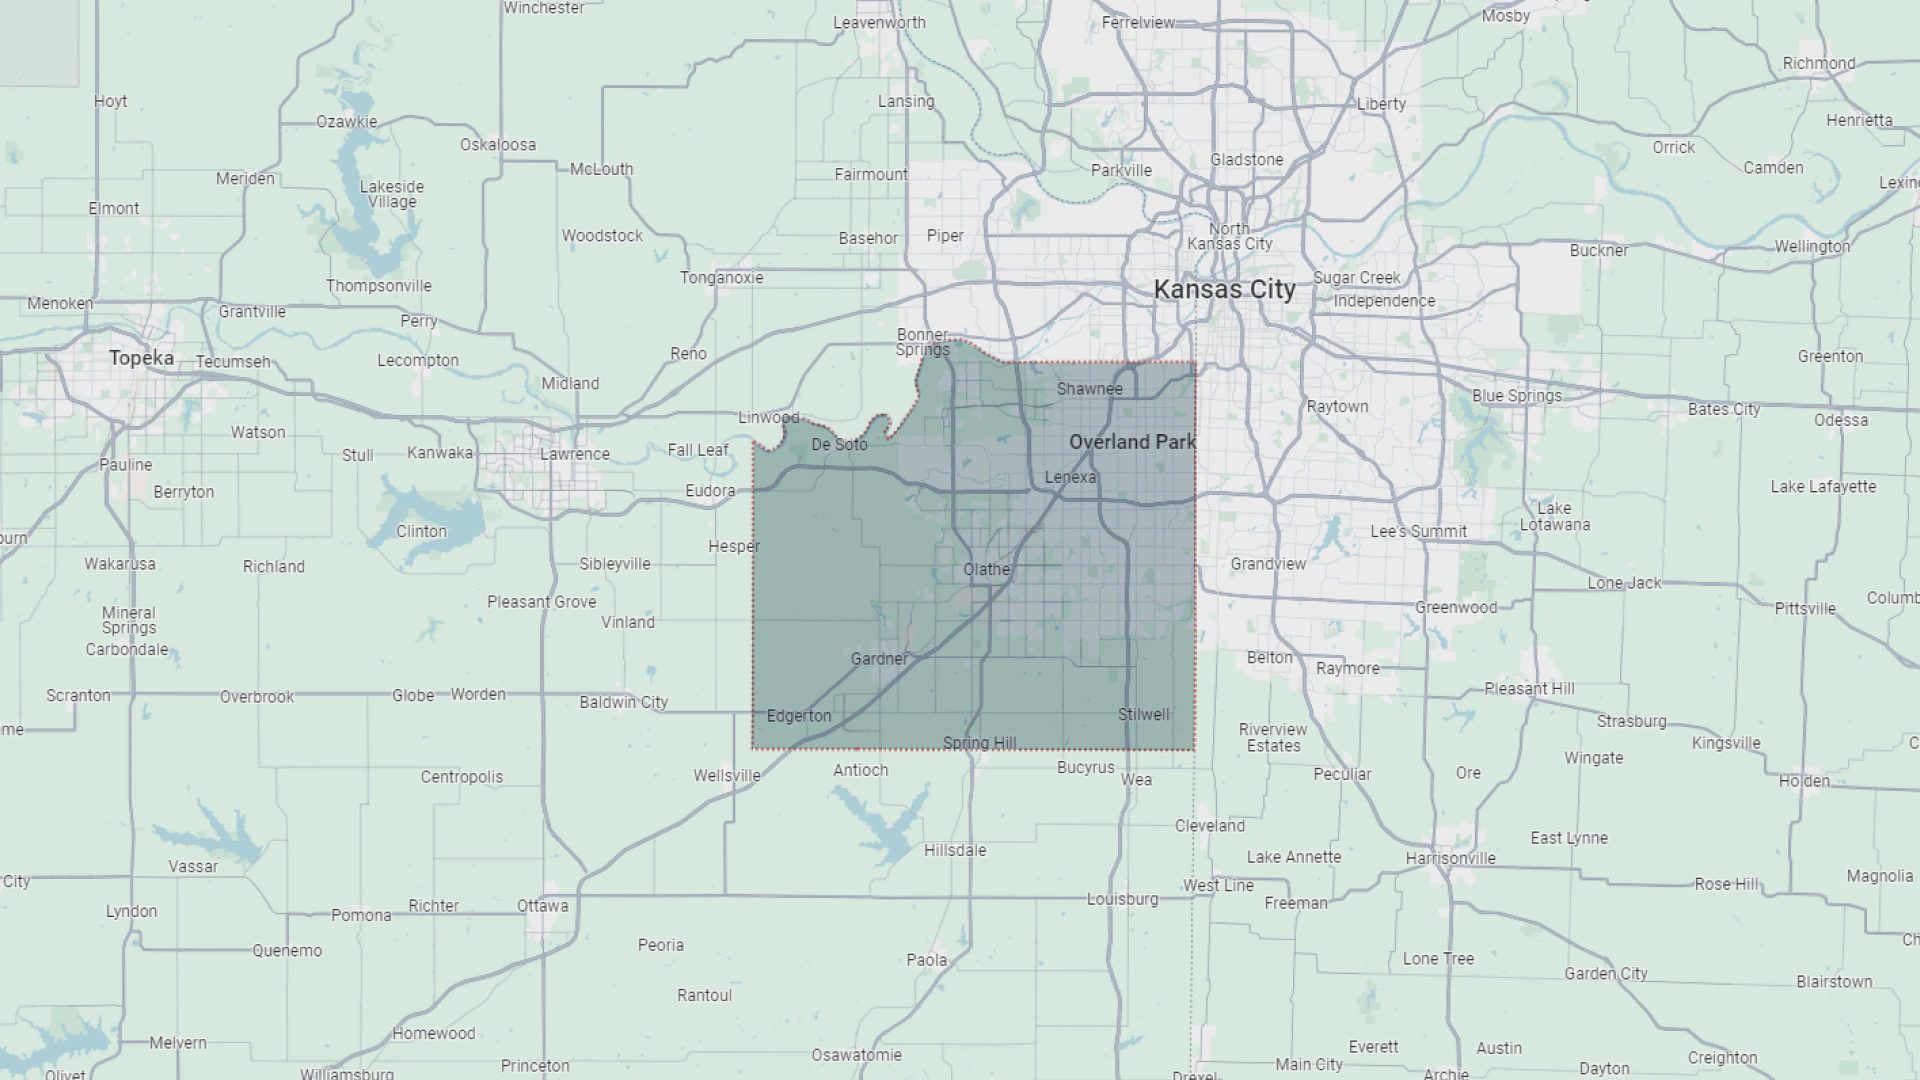 Winchester
Leavenworth
Ferrelview
Mosby
Richmond
Hoyt
Lansing
Liberty
Ozawkie
Henrietta
Oskaloosa
Orrick
Gladstone
McLouth
Parkville
Camden
Fairmount
Meriden
Lakeside
Village
Lexin
Elmont
Woodstock
Basehor
Piper
North
Kansas City
Buckner
Wellington
Tonganoxie
Sugar Creek
Thompsonville
Kansas City
Independence
Menoken
Grantville
Perry
Bonner
Springs
Topeka
Tecumseh
Lecompton
Reno
Greenton
Midland
Shawnee
Blue Springs
Raytown
Bates City
Linwood
Odessa
Watson
De Soto
Overland Park
Stull
Kanwaka
Lawrence
Fall Leaf
Pauline
Lenexa
Berryton
Eudora
Lake Lafayette
Lake
Lotawana
Clinton
Lee's Summit
burn
Hesper
Wakarusa
Richland
Sibleyville
Olathe
Grandview
Lone Jack
Pleasant Grove
Greenwood
Pittsville
Columb
Mineral
Springs
Vinland
Carbondale
Gardner
Belton
Raymore
Scranton
Overbrook
Globe
Worden
Baldwin City
Pleasant Hill
Edgerton
Stilwell
Strasburg
me
Riverview
Estates
Spring Hill
Kingsville
C
Wingate
Antioch
Bucyrus
Centropolis
Wellsville
Wea
Peculiar
Ore
Holden
Cleveland
East Lynne
Hillsdale
Lake Annette
Harrisonville
Vassar
City
West Line
Rose Hill
Magnolia
Louisburg
Freeman
Lyndon
Pomona
Richter
Ottawa
Ch
Quenemo
Peoria
Paola
Lone Tree
Garden City
Blairstown
Rantoul
Homewood
Melvern
Osawatomie
Everett
Austin
Creighton
Princeton
Main City
Dayton
Olivet
Williamsburg
Drexel
Archie